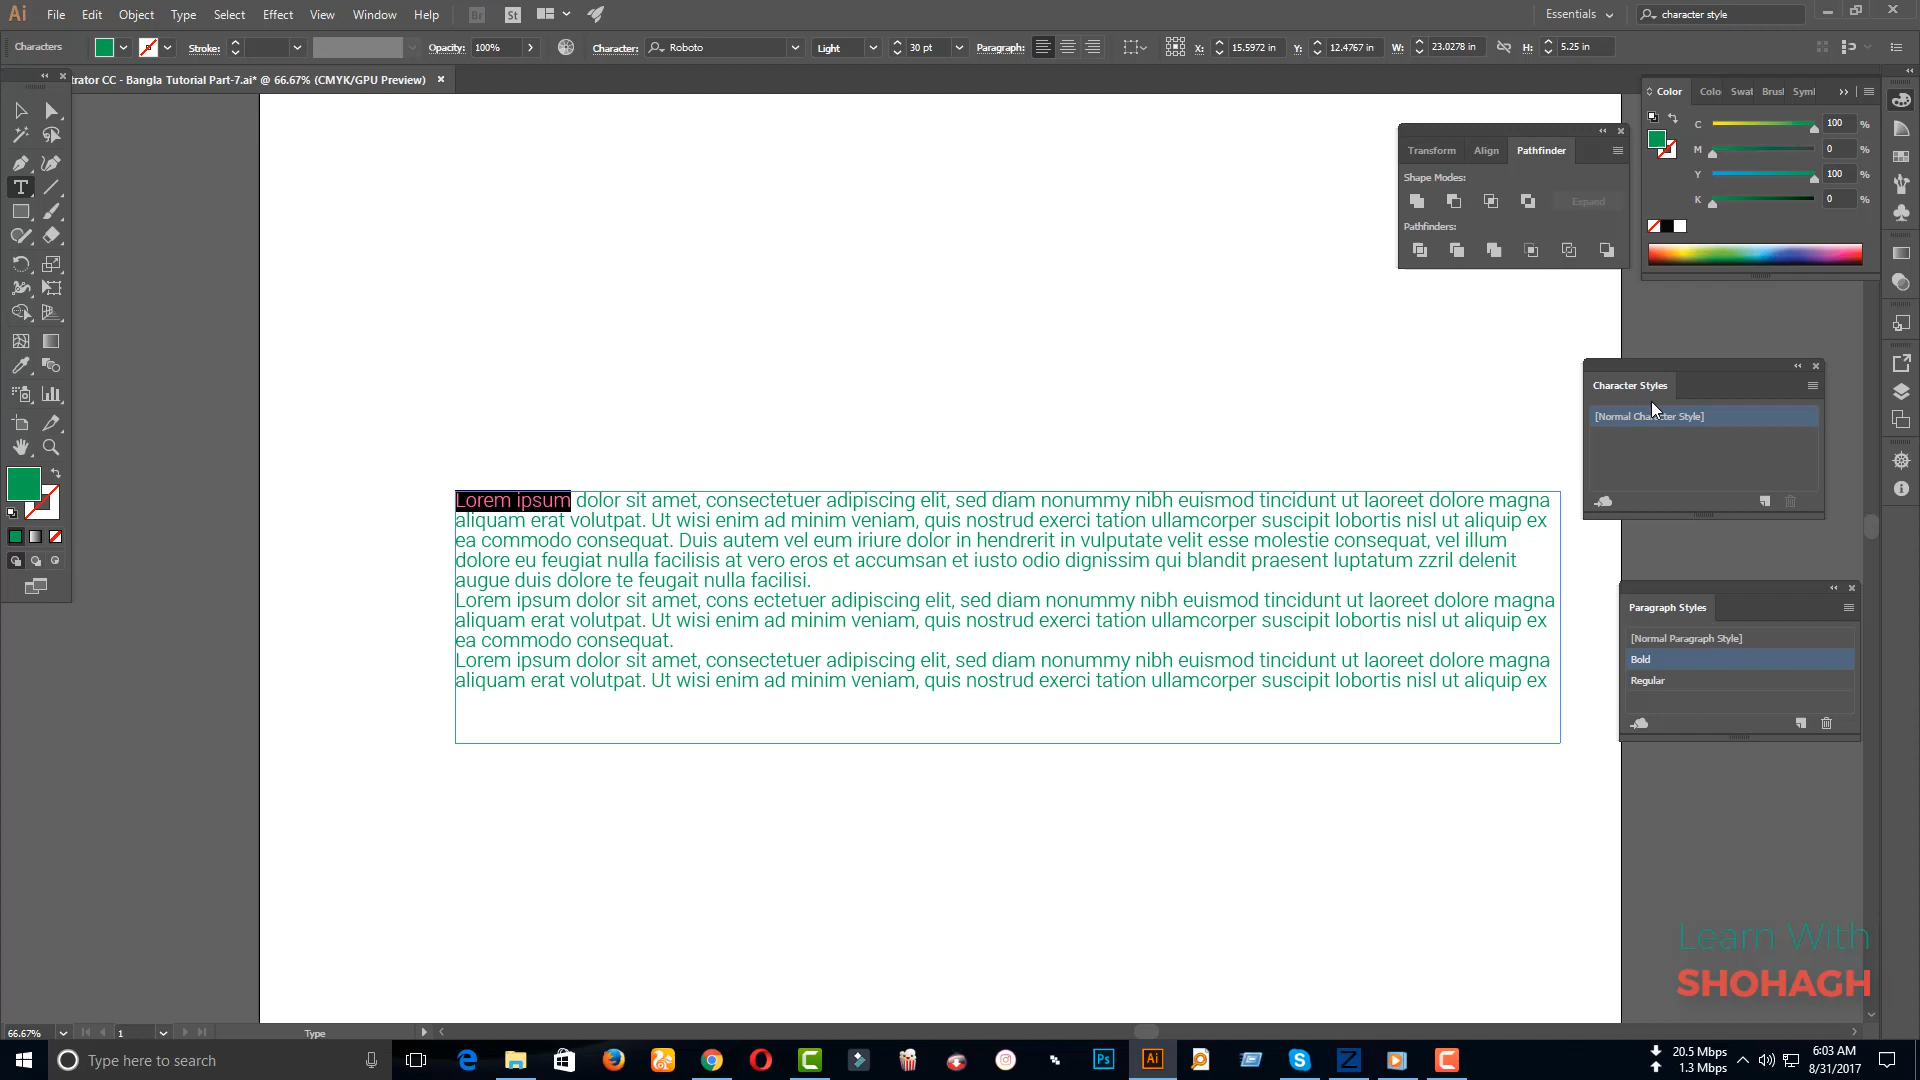 Ai File Edit Object Type Select Effect View Window Help Br St Essentials character style
Characters Stroke: Opacity: 100% Character: Roboto Light 30 pt Paragraph: X: 15.5972 in Y: 12.4767 in W: 23.0278 in H: 5.25 in
trator CC - Bangla Tutorial Part-7.ai* @ 66.67% (CMYK/GPU Preview)
Color Colo Swat Brusl Syml
C 100 %
M 0 %
Y 100 %
K 0 %
Transform Align Pathfinder
Shape Modes:
Expand
Pathfinders:
Character Styles
[Normal Character Style]
Lorem ipsum dolor sit amet, consectetuer adipiscing elit, sed diam nonummy nibh euismod tincidunt ut laoreet dolore magna
aliquam erat volutpat. Ut wisi enim ad minim veniam, quis nostrud exerci tation ullamcorper suscipit lobortis nisl ut aliquip ex
ea commodo consequat. Duis autem vel eum iriure dolor in hendrerit in vulputate velit esse molestie consequat, vel illum
dolore eu feugiat nulla facilisis at vero eros et accumsan et iusto odio dignissim qui blandit praesent luptatum zzril delenit
augue duis dolore te feugait nulla facilisi.
Lorem ipsum dolor sit amet, cons ectetuer adipiscing elit, sed diam nonummy nibh euismod tincidunt ut laoreet dolore magna
aliquam erat volutpat. Ut wisi enim ad minim veniam, quis nostrud exerci tation ullamcorper suscipit lobortis nisl ut aliquip ex
ea commodo consequat.
Lorem ipsum dolor sit amet, consectetuer adipiscing elit, sed diam nonummy nibh euismod tincidunt ut laoreet dolore magna
aliquam erat volutpat. Ut wisi enim ad minim veniam, quis nostrud exerci tation ullamcorper suscipit lobortis nisl ut aliquip ex
Paragraph Styles
[Normal Paragraph Style]
Bold
Regular
Learn With
SHOHAGH
66.67% 1 Type
Type here to search Ps Ai 20.5 Mbps 6:03 AM
1.3 Mbps 8/31/2017